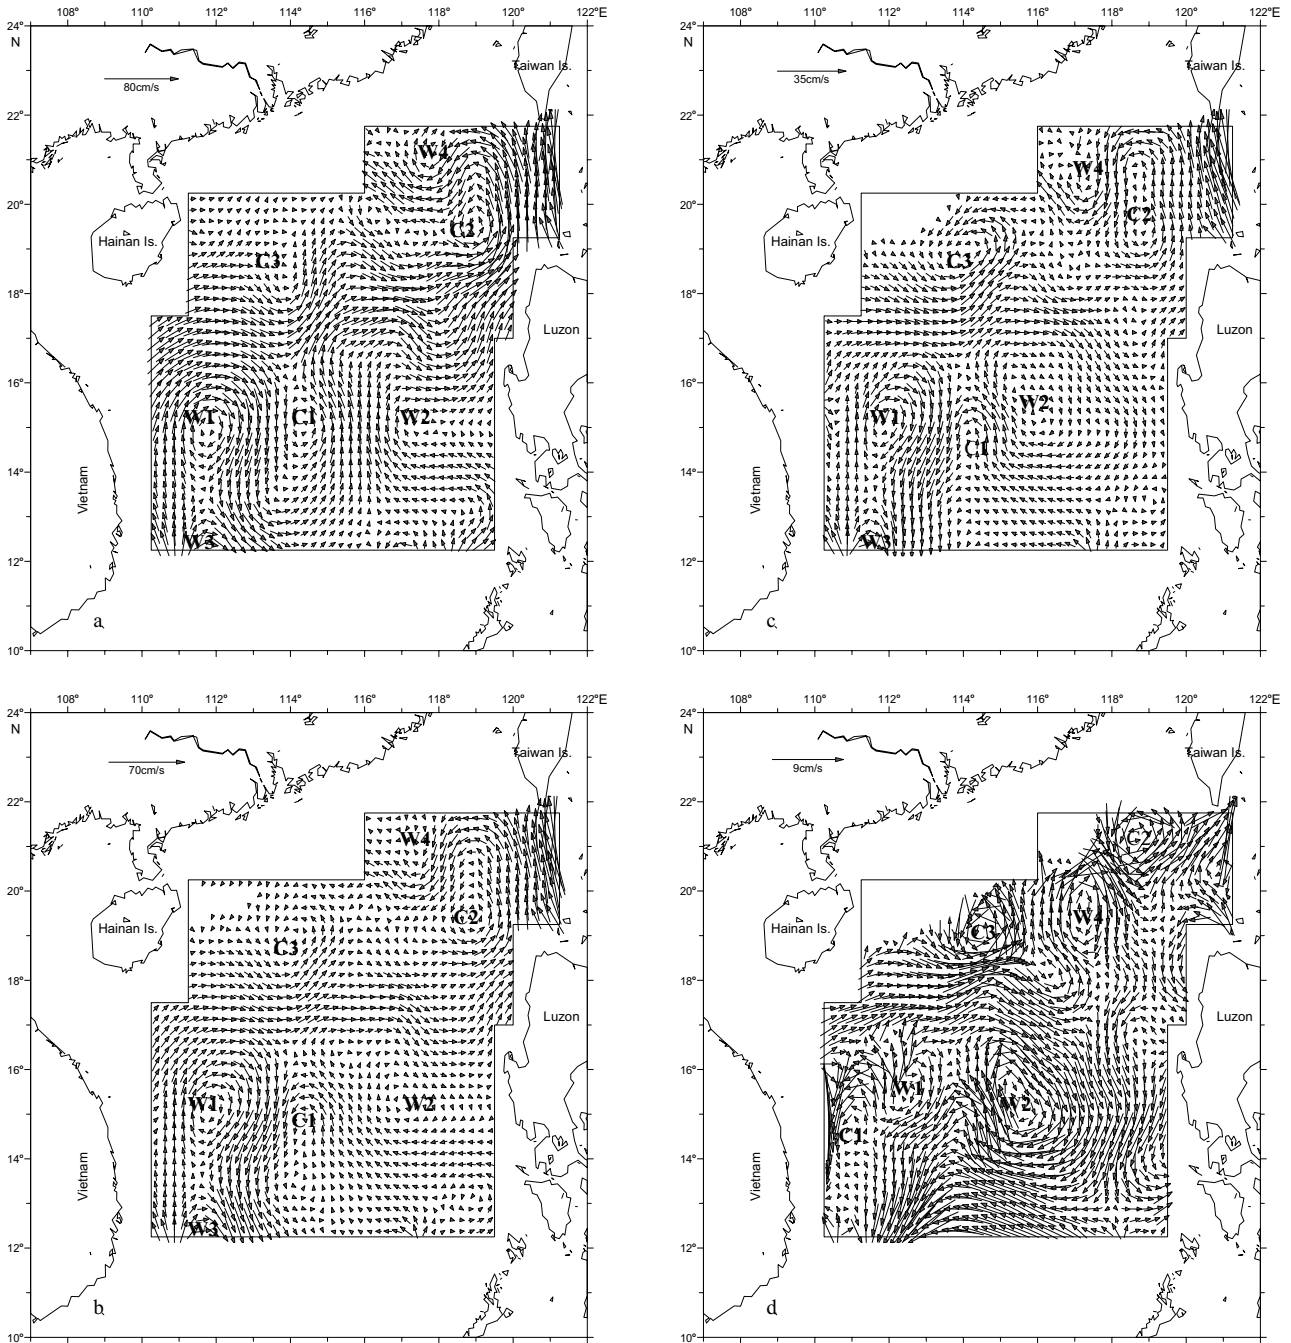 108° 110° 112° 114° 116° 118° 120° 122°E
24°
N
22°
20°
18°
16°
14°
12°
10°
80cm/s
Taiwan Is.
Hainan Is.
Luzon
Vietnam
W4
C2
C3
W1
C1
W2
W3
a
108° 110° 112° 114° 116° 118° 120° 122°E
24°
N
22°
20°
18°
16°
14°
12°
10°
35cm/s
Taiwan Is.
Hainan Is.
Luzon
Vietnam
W4
C2
C3
W2
W1
C1
W3
c
108° 110° 112° 114° 116° 118° 120° 122°E
24°
N
22°
20°
18°
16°
14°
12°
10°
70cm/s
Taiwan Is.
Hainan Is.
Luzon
Vietnam
W4
C2
C3
W1
W2
C1
W3
b
108° 110° 112° 114° 116° 118° 120° 122°E
24°
N
22°
20°
18°
16°
14°
12°
10°
9cm/s
Taiwan Is.
Hainan Is.
Luzon
Vietnam
C2
W4
C3
W1
W2
C1
d